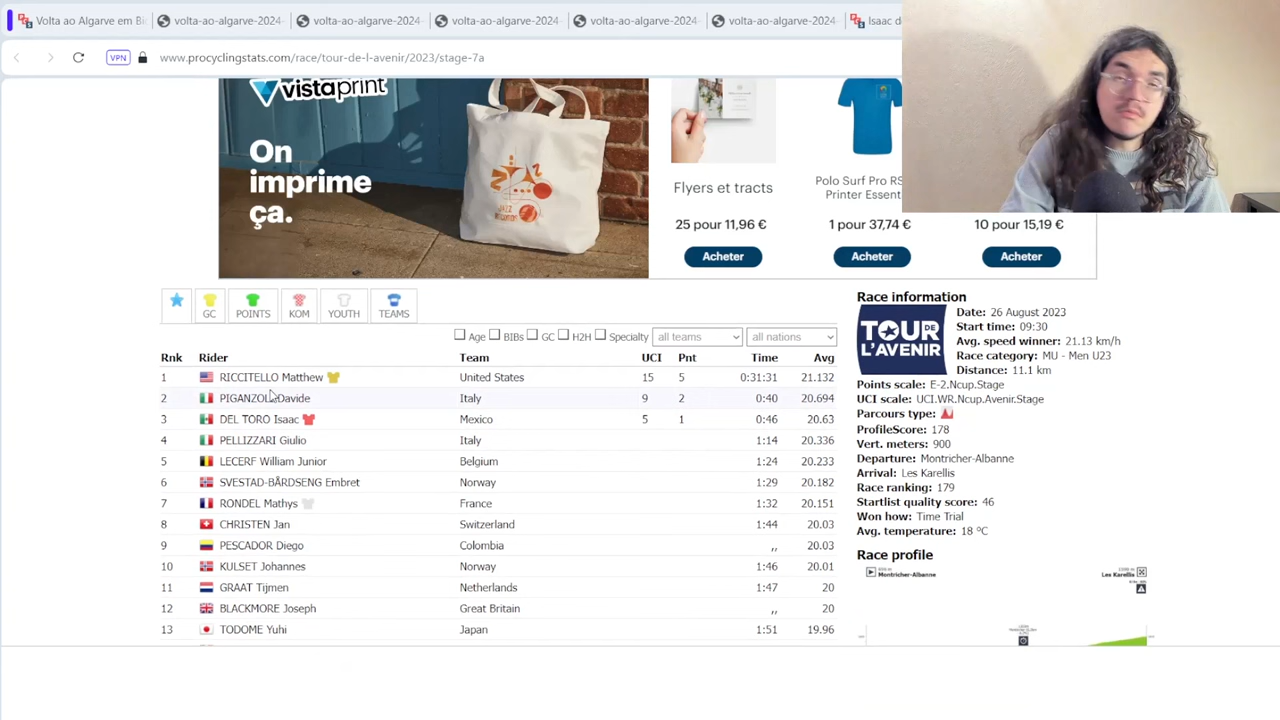 Volta ao Algarve em Bi
volta-ao-algarve-2024-
volta-ao-algarve-2024-
volta-ao-algarve-2024-
volta-ao-algarve-2024-
volta-ao-algarve-2024-
Isaac d
VPN www.procyclingstats.com/race/tour-de-l-avenir/2023/stage-7a
vistaprint
On
imprime
ça.
Flyers et tracts
25 pour 11,96 €
Acheter
Polo Surf Pro RS
Printer Essent
1 pour 37,74 €
Acheter
10 pour 15,19 €
Acheter
GC POINTS KOM YOUTH TEAMS
Age BIBs GC H2H Specialty all teams all nations
Rnk Rider Team UCI Pnt Time Avg
1 RICCITELLO Matthew United States 15 5 0:31:31 21.132
2 PIGANZOLI Davide Italy 9 2 0:40 20.694
3 DEL TORO Isaac Mexico 5 1 0:46 20.63
4 PELLIZZARI Giulio Italy 1:14 20.336
5 LECERF William Junior Belgium 1:24 20.233
6 SVESTAD-BÅRDSENG Embret Norway 1:29 20.182
7 RONDEL Mathys France 1:32 20.151
8 CHRISTEN Jan Switzerland 1:44 20.03
9 PESCADOR Diego Colombia ,, 20.03
10 KULSET Johannes Norway 1:46 20.01
11 GRAAT Tijmen Netherlands 1:47 20
12 BLACKMORE Joseph Great Britain ,, 20
13 TODOME Yuhi Japan 1:51 19.96
Race information
TOUR DE
L'AVENIR
Date: 26 August 2023
Start time: 09:30
Avg. speed winner: 21.13 km/h
Race category: MU - Men U23
Distance: 11.1 km
Points scale: E-2.Ncup.Stage
UCI scale: UCI.WR.Ncup.Avenir.Stage
Parcours type:
ProfileScore: 178
Vert. meters: 900
Departure: Montricher-Albanne
Arrival: Les Karellis
Race ranking: 179
Startlist quality score: 46
Won how: Time Trial
Avg. temperature: 18 °C
Race profile
Montricher-Albanne
Les Karellis